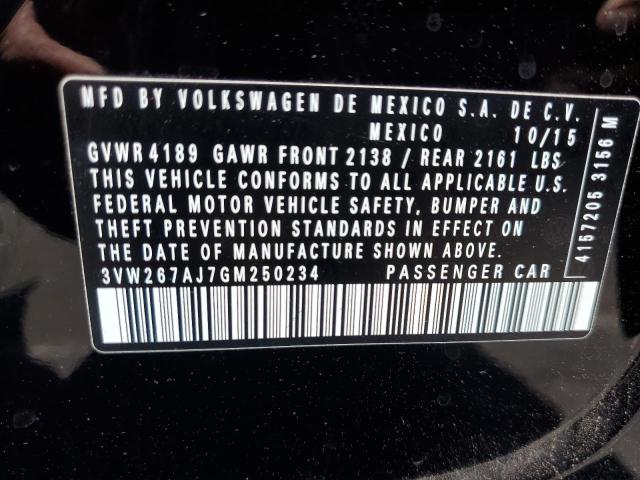 MFD BY VOLKSWAGEN DE MEXICO S.A. DE C.V.
MEXICO 10/15
GVWR 4189 GAWR FRONT 2138 / REAR 2161 LBS
THIS VEHICLE CONFORMS TO ALL APPLICABLE U.S.
FEDERAL MOTOR VEHICLE SAFETY, BUMPER AND
THEFT PREVENTION STANDARDS IN EFFECT ON
THE DATE OF MANUFACTURE SHOWN ABOVE.
3VW267AJ7GM250234 PASSENGER CAR
4157205 3156 M